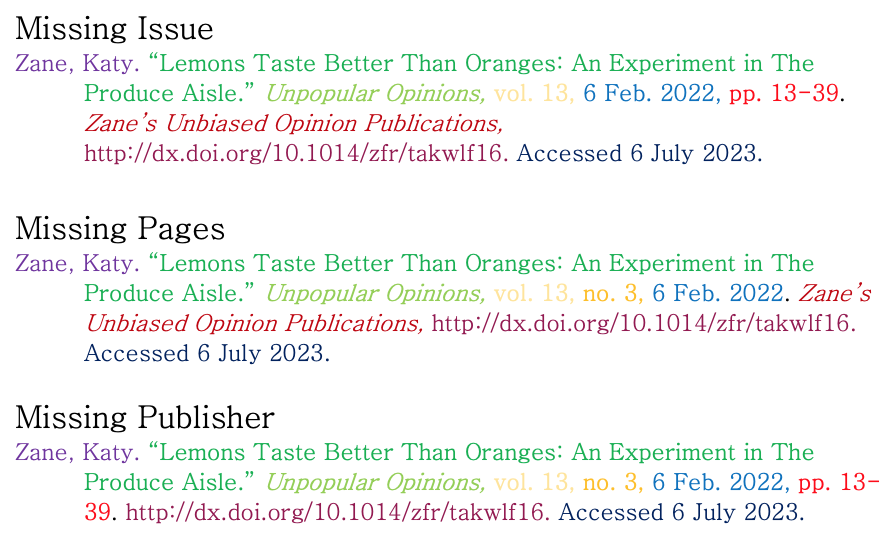 Missing Issue
Zane, Katy. “Lemons Taste Better Than Oranges: An Experiment in The
Produce Aisle.” Unpopular Opinions, vol. 13, 6 Feb. 2022, pp. 13-39.
Zane’s Unbiased Opinion Publications,
http://dx.doi.org/10.1014/zfr/takwlf16. Accessed 6 July 2023.
Missing Pages
Zane, Katy. “Lemons Taste Better Than Oranges: An Experiment in The
Produce Aisle.” Unpopular Opinions, vol. 13, no. 3, 6 Feb. 2022. Zane’s
Unbiased Opinion Publications, http://dx.doi.org/10.1014/zfr/takwlf16.
Accessed 6 July 2023.
Missing Publisher
Zane, Katy. “Lemons Taste Better Than Oranges: An Experiment in The
Produce Aisle.” Unpopular Opinions, vol. 13, no. 3, 6 Feb. 2022, pp. 13-
39. http://dx.doi.org/10.1014/zfr/takwlf16. Accessed 6 July 2023.